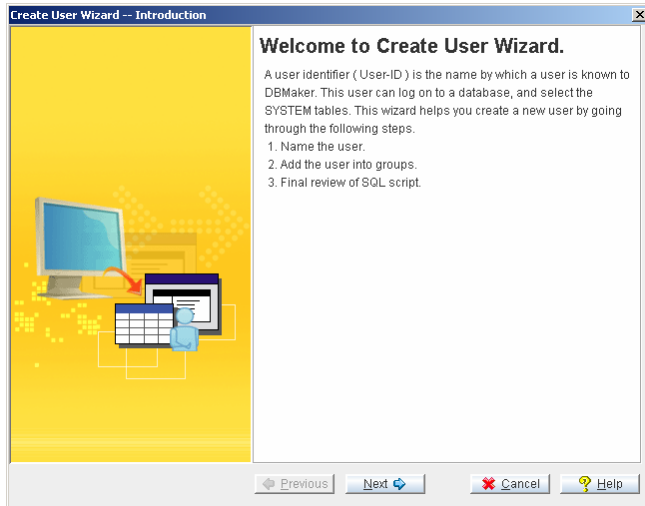 Create User Wizard -- Introduction
Welcome to Create User Wizard.
A user identifier ( User-ID ) is the name by which a user is known to
DBMaker. This user can log on to a database, and select the
SYSTEM tables. This wizard helps you create a new user by going
through the following steps.
1. Name the user.
2. Add the user into groups.
3. Final review of SQL script.
Previous Next Cancel Help